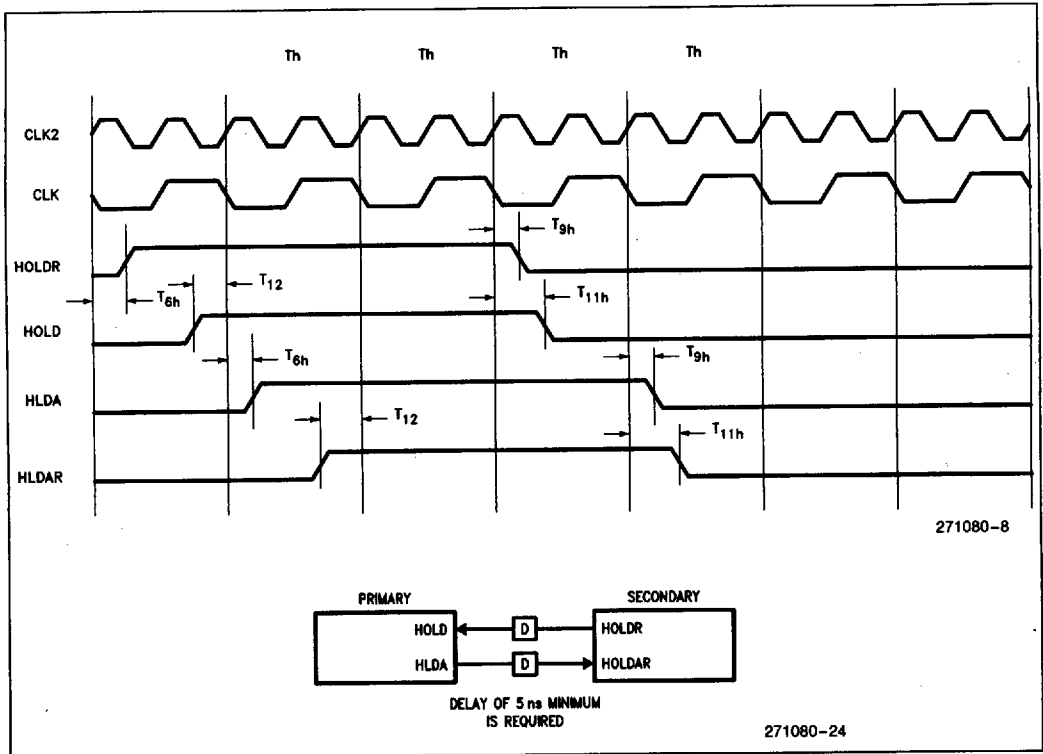 Th Th Th Th
CLK2
CLK
T9h
HOLDR
T6h T12 T11h
HOLD
T6h T9h
HLDA
T12 T11h
HLDAR
271080-8
PRIMARY SECONDARY
HOLD D HOLDR
HLDA D HOLDAR
DELAY OF 5 ns MINIMUM
IS REQUIRED
271080-24